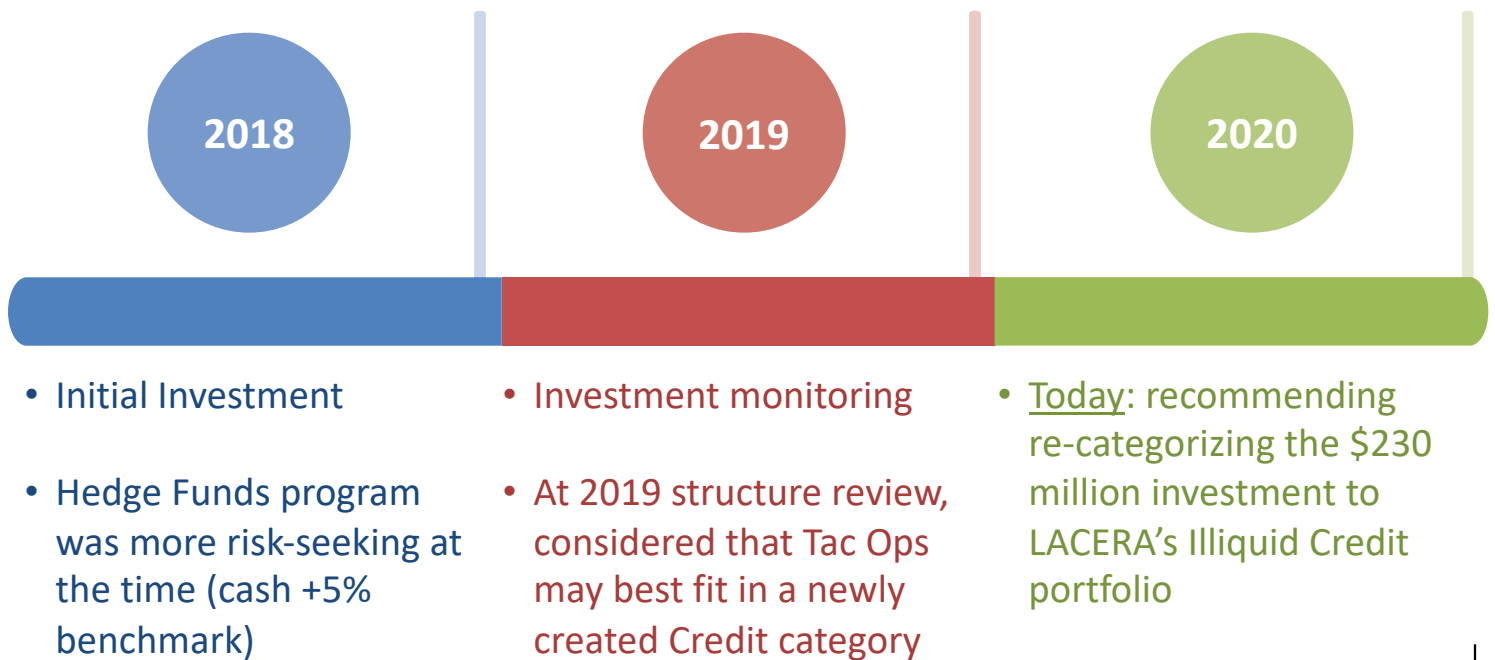 2018
2019
2020
• Initial Investment
• Hedge Funds program
was more risk-seeking at
the time (cash +5%
benchmark)
• Investment monitoring
• At 2019 structure review,
considered that Tac Ops
may best fit in a newly
created Credit category
• Today: recommending
re-categorizing the $230
million investment to
LACERA’s Illiquid Credit
portfolio